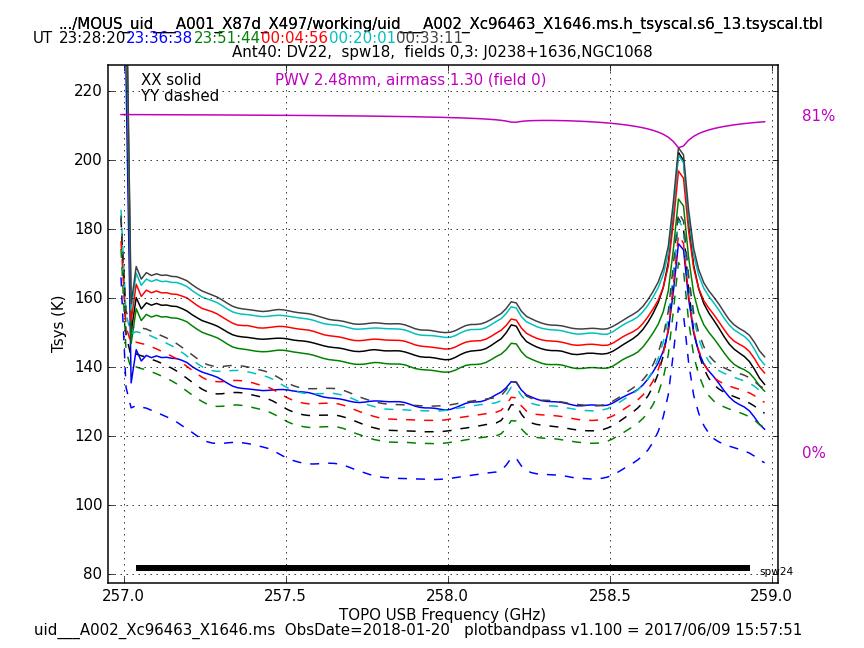 .../MOUS_uid___A001_X87d_X497/working/uid___A002_Xc96463_X1646.ms.h_tsyscal.s6_13.tsyscal.tbl
UT 23:28:20 23:36:38 23:51:44 00:04:56 00:20:01 00:33:11
Ant40: DV22, spw18, fields 0,3: J0238+1636,NGC1068
XX solid PWV 2.48mm, airmass 1.30 (field 0)
YY dashed
81%
0%
220
200
180
160
140
120
100
80
Tsys (K)
spw24
257.0 257.5 258.0 258.5 259.0
TOPO USB Frequency (GHz)
uid___A002_Xc96463_X1646.ms ObsDate=2018-01-20 plotbandpass v1.100 = 2017/06/09 15:57:51